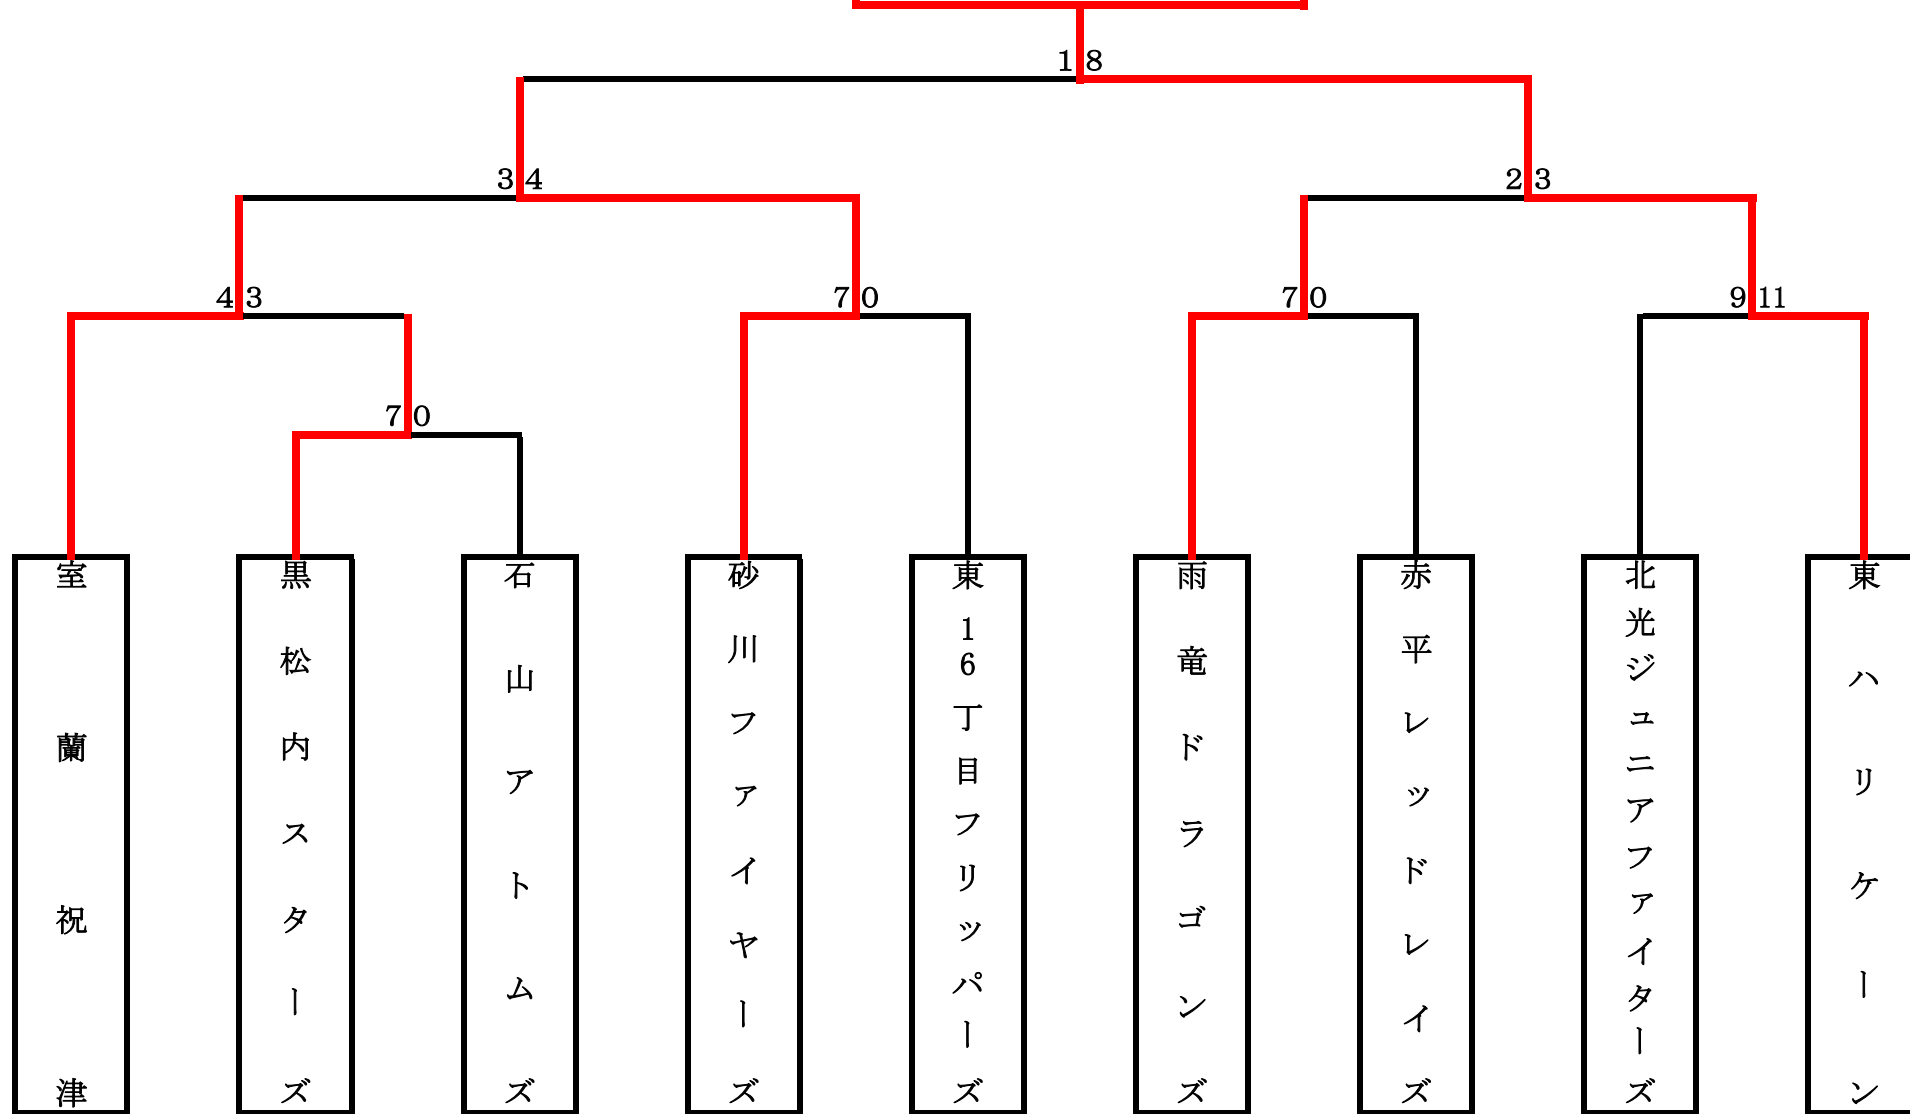 1 8
3 4
2 3
4 3
7 0
7 0
9 11
7 0
室蘭祝津
黒松内スターズ
石山アトムズ
砂川ファイヤーズ
東16丁目フリッパーズ
雨竜ドラゴンズ
赤平レッドレイズ
北光ジュニアファイターズ
東ハリケーン